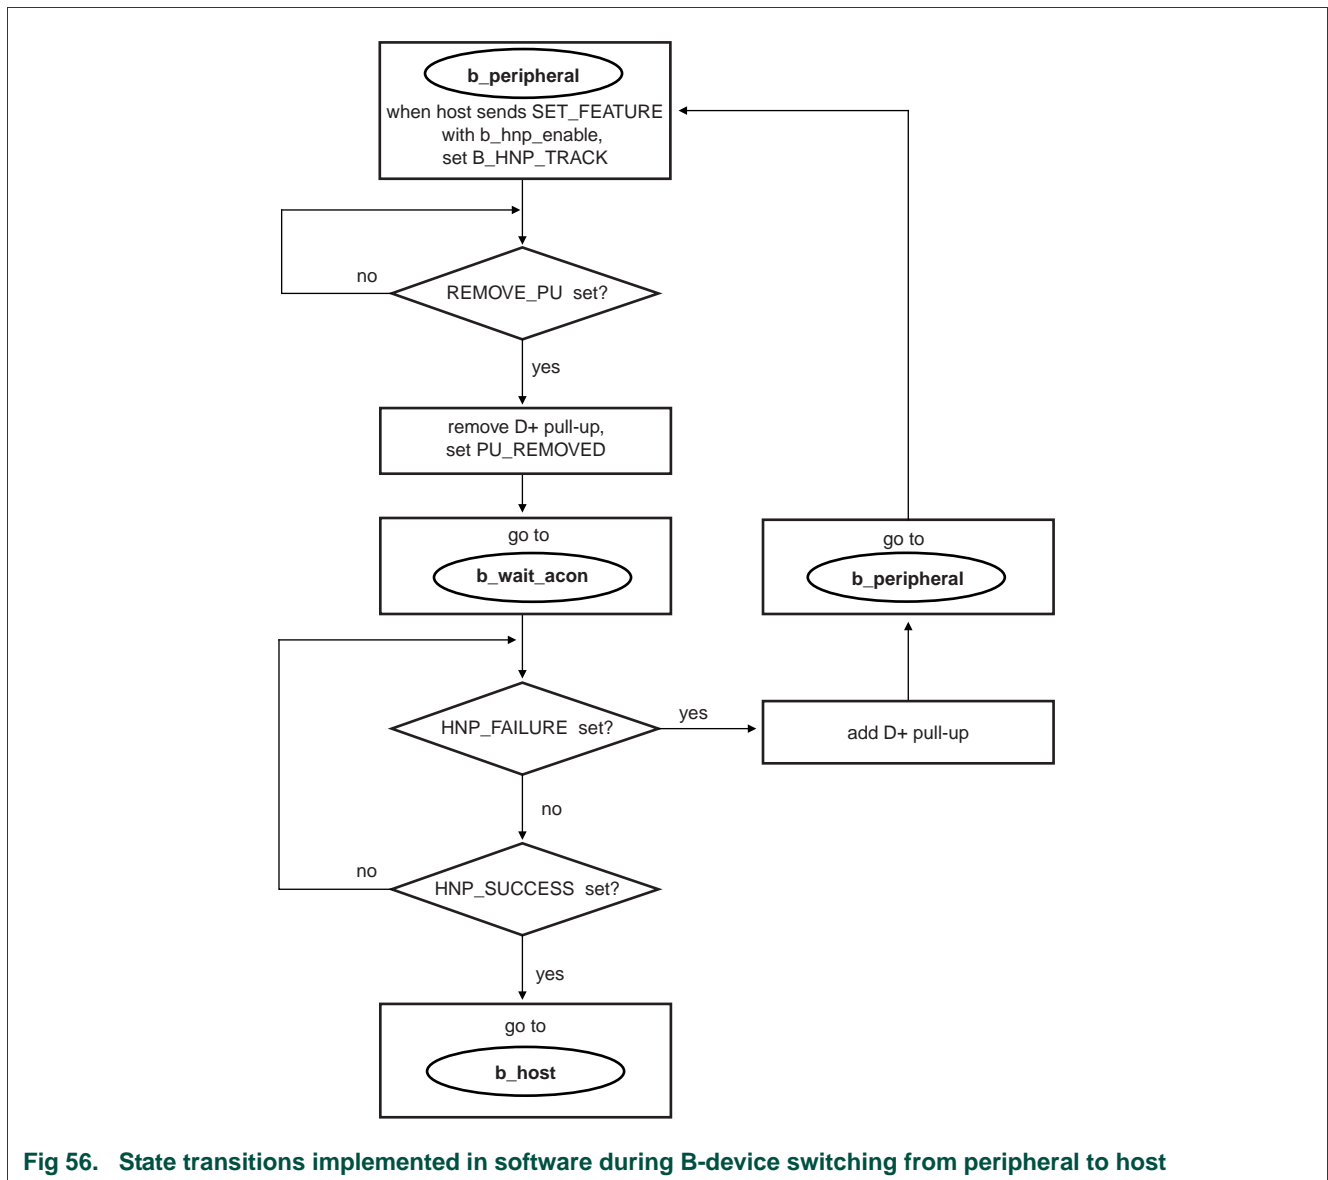 b_peripheral
when host sends SET_FEATURE
with b_hnp_enable,
set B_HNP_TRACK
no
REMOVE_PU set?
yes
remove D+ pull-up,
set PU_REMOVED
go to
b_wait_acon
go to
b_peripheral
HNP_FAILURE set?
yes
add D+ pull-up
no
no
HNP_SUCCESS set?
yes
go to
b_host
Fig 56. State transitions implemented in software during B-device switching from peripheral to host